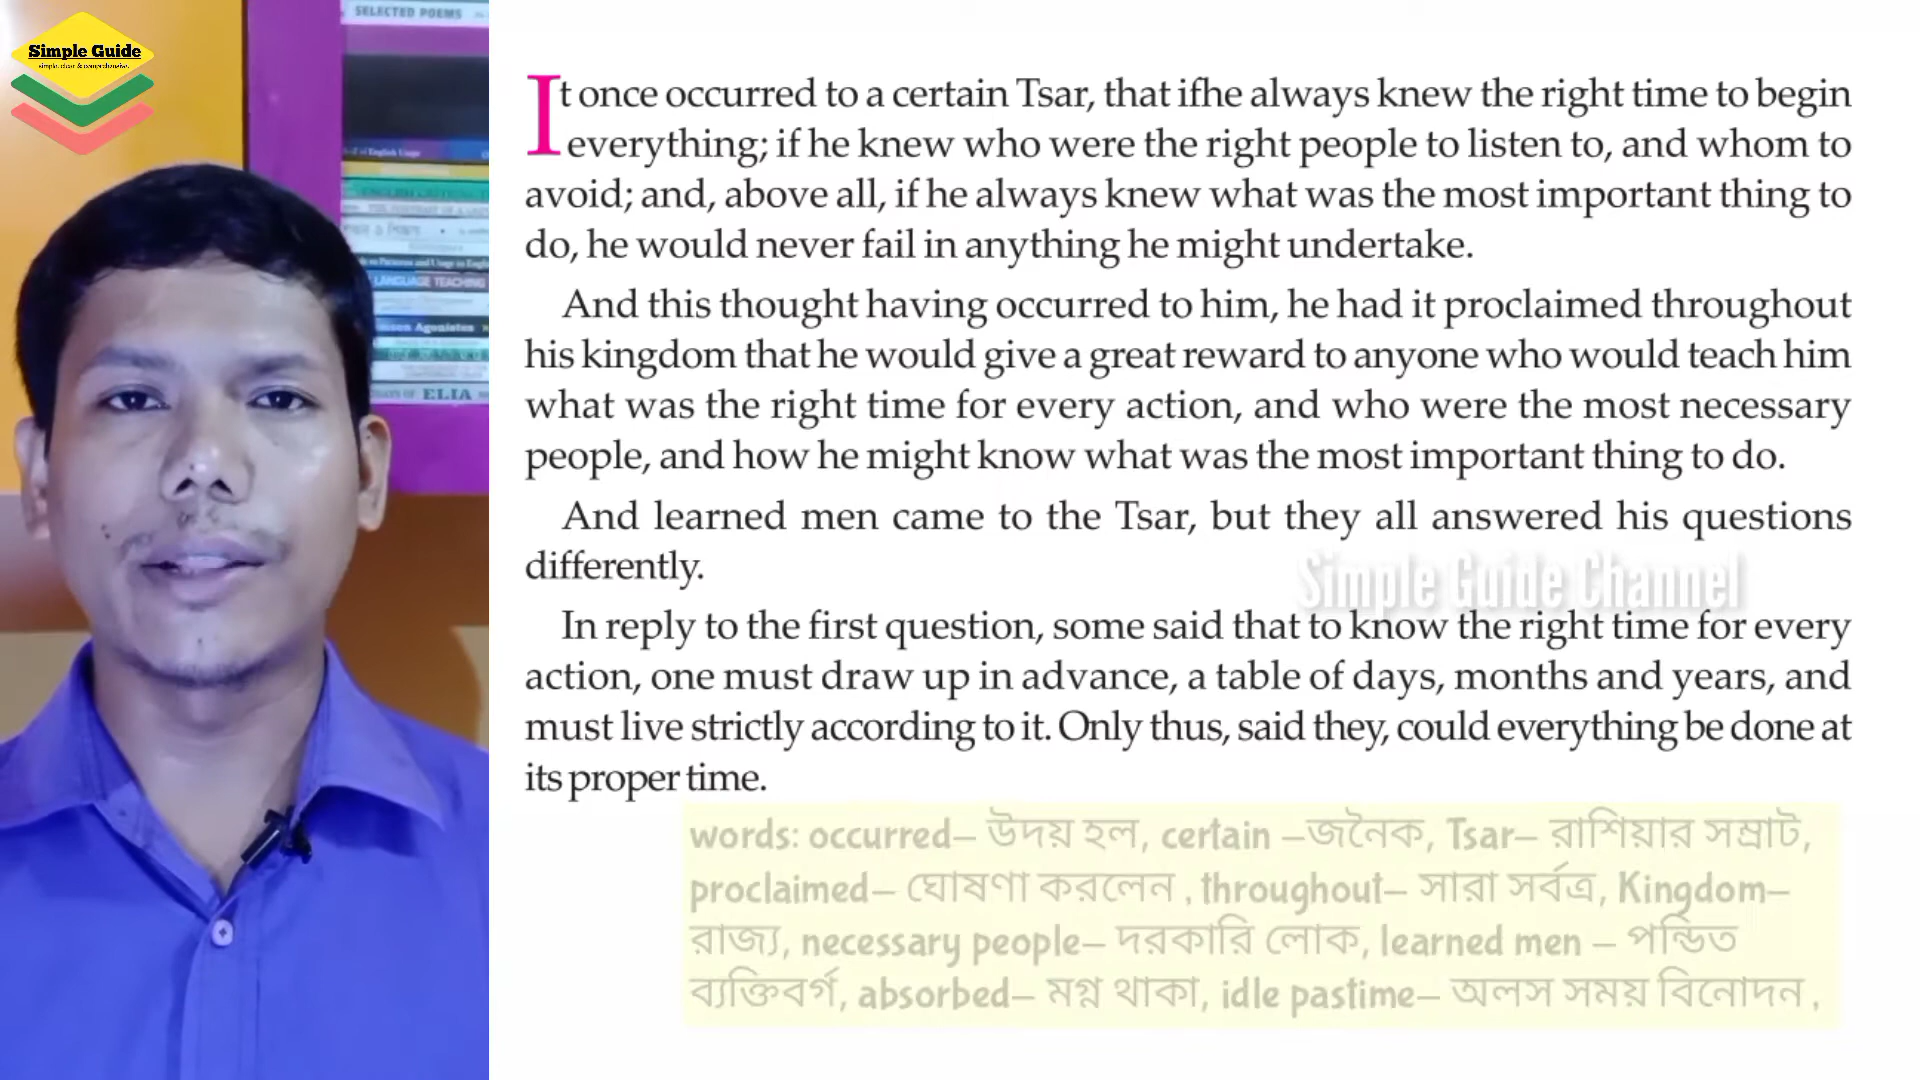 Simple Guide
simple, clear & comprehensive.
SELECTED POEMS
English Usage
LANGUAGE TEACHING
Agonistes
OF ELIA
It once occurred to a certain Tsar, that ifhe always knew the right time to begin
everything; if he knew who were the right people to listen to, and whom to
avoid; and, above all, if he always knew what was the most important thing to
do, he would never fail in anything he might undertake.
And this thought having occurred to him, he had it proclaimed throughout
his kingdom that he would give a great reward to anyone who would teach him
what was the right time for every action, and who were the most necessary
people, and how he might know what was the most important thing to do.
And learned men came to the Tsar, but they all answered his questions
differently.
Simple Guide Channel
In reply to the first question, some said that to know the right time for every
action, one must draw up in advance, a table of days, months and years, and
must live strictly according to it. Only thus, said they, could everything be done at
its proper time.
words: occurred– উদয় হল, certain –জনৈক, Tsar– রাশিয়ার সম্রাট,
proclaimed– ঘোষণা করলেন , throughout– সারা সর্বত্র, Kingdom–
রাজ্য, necessary people– দরকারি লোক, learned men – পন্ডিত
ব্যক্তিবর্গ, absorbed– মগ্ন থাকা, idle pastime– অলস সময় বিনোদন ,